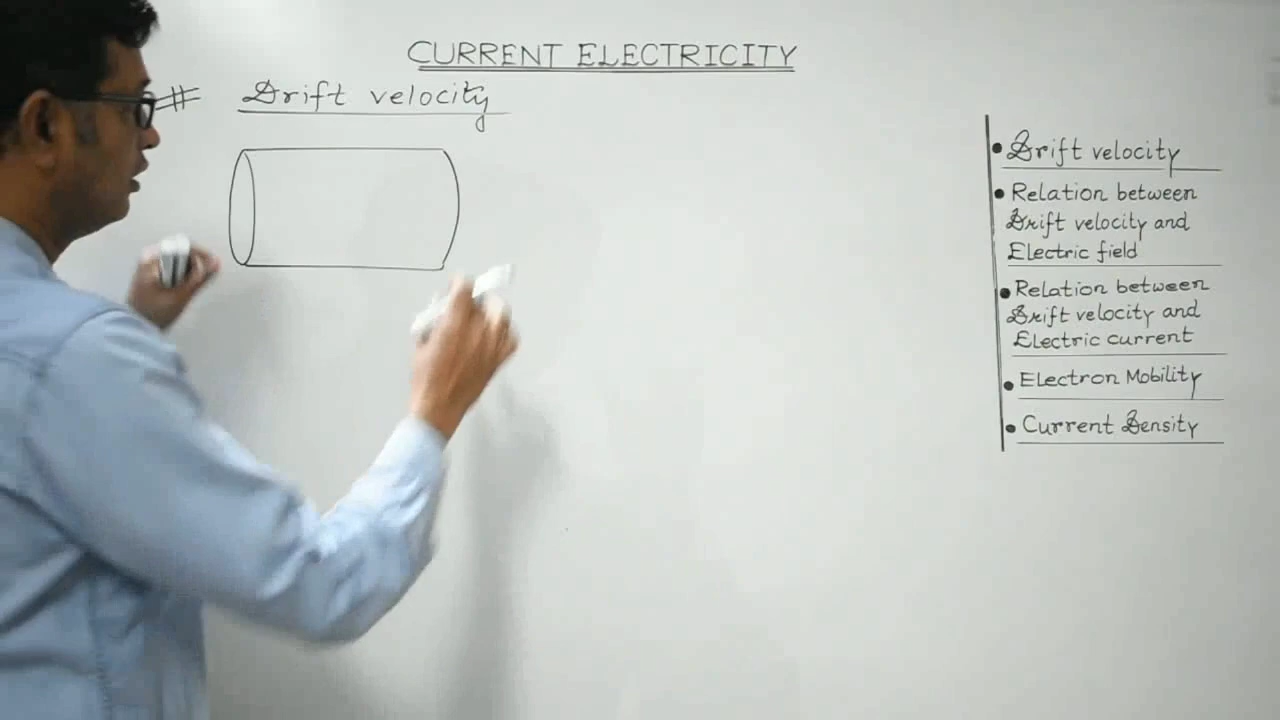 CURRENT ELECTRICITY
# Drift velocity
• Drift velocity
• Relation between
Drift velocity and
Electric field
• Relation between
Drift velocity and
Electric current
• Electron Mobility
• Current Density